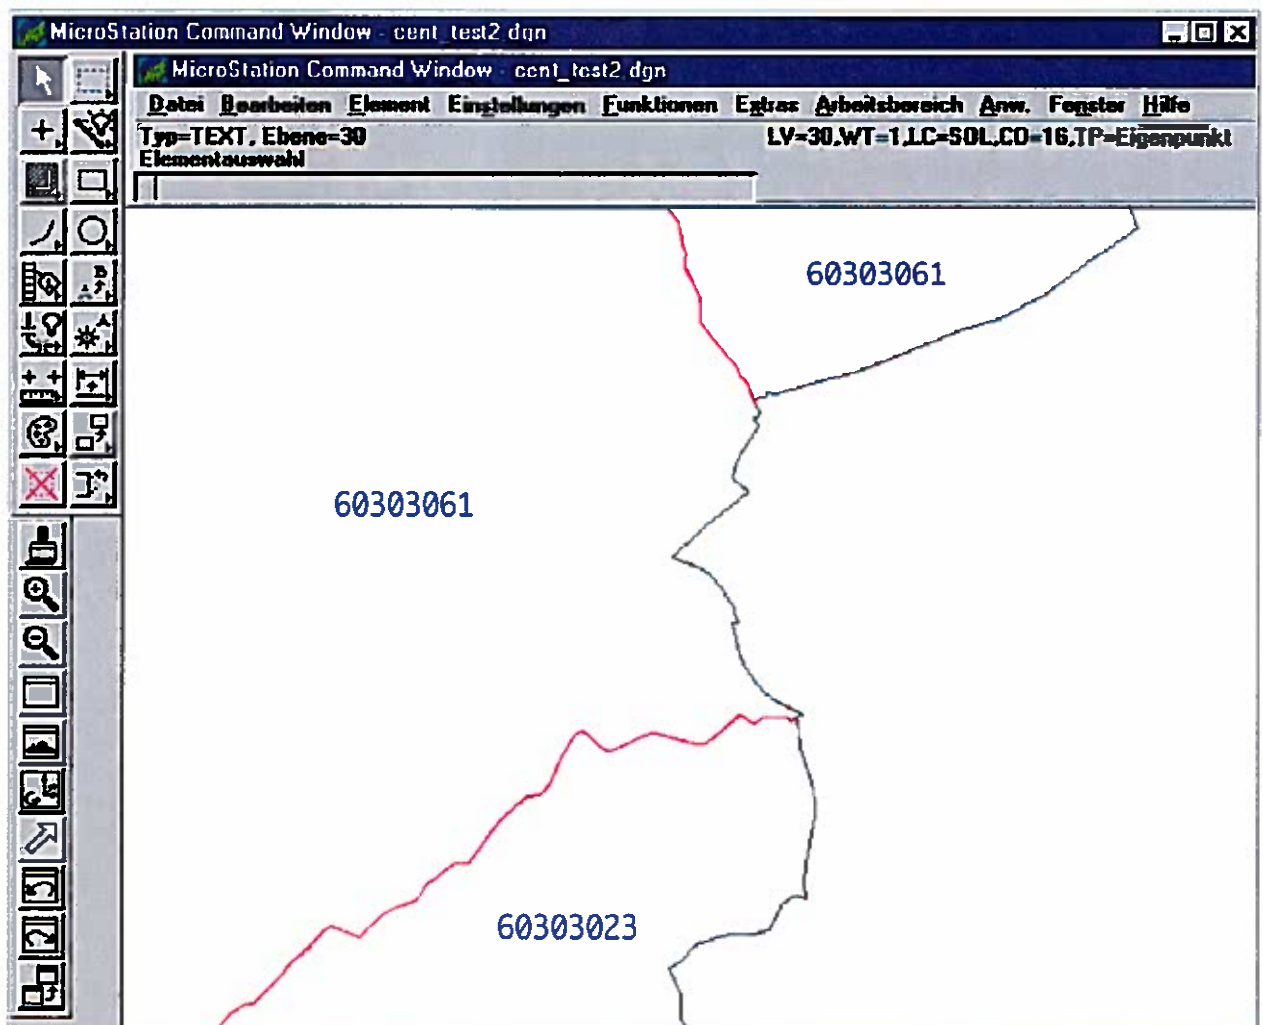 MicroStation Command Window - cent_test2.dgn
MicroStation Command Window - cent_test2.dgn
Datei Bearbeiten Element Einstellungen Funktionen Extras Arbeitsbereich Anw. Fenster Hilfe
Typ=TEXT, Ebene=30 LV=30,WT=1,LC=SOL,CO=16,TP=Eigenpunkt
Elementauswahl
60303061
60303061
60303023